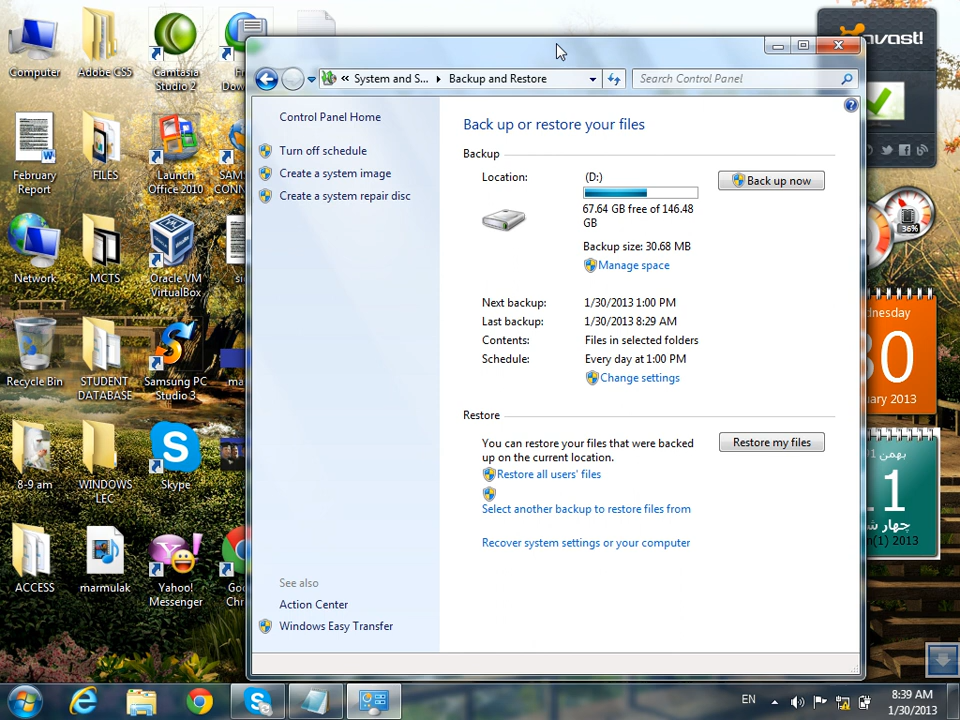 Computer
Adobe CS5
Camtasia
Studio 2
avast!
System and S...
Backup and Restore
Search Control Panel
Control Panel Home
Turn off schedule
Create a system image
Create a system repair disc
See also
Action Center
Windows Easy Transfer
Back up or restore your files
Backup
Location:
(D:)
Back up now
67.64 GB free of 146.48
GB
Backup size: 30.68 MB
Manage space
Next backup:
1/30/2013 1:00 PM
Last backup:
1/30/2013 8:29 AM
Contents:
Files in selected folders
Schedule:
Every day at 1:00 PM
Change settings
Restore
You can restore your files that were backed
up on the current location.
Restore my files
Restore all users' files
Select another backup to restore files from
Recover system settings or your computer
February
Report
FILES
Launch
Office 2010
Network
MCTS
Oracle VM
VirtualBox
Recycle Bin
STUDENT
DATABASE
Samsung PC
Studio 3
8-9 am
WINDOWS
LEC
Skype
ACCESS
marmulak
Yahoo!
Messenger
36%
2013
بهمن
1
2013
EN
8:39 AM
1/30/2013